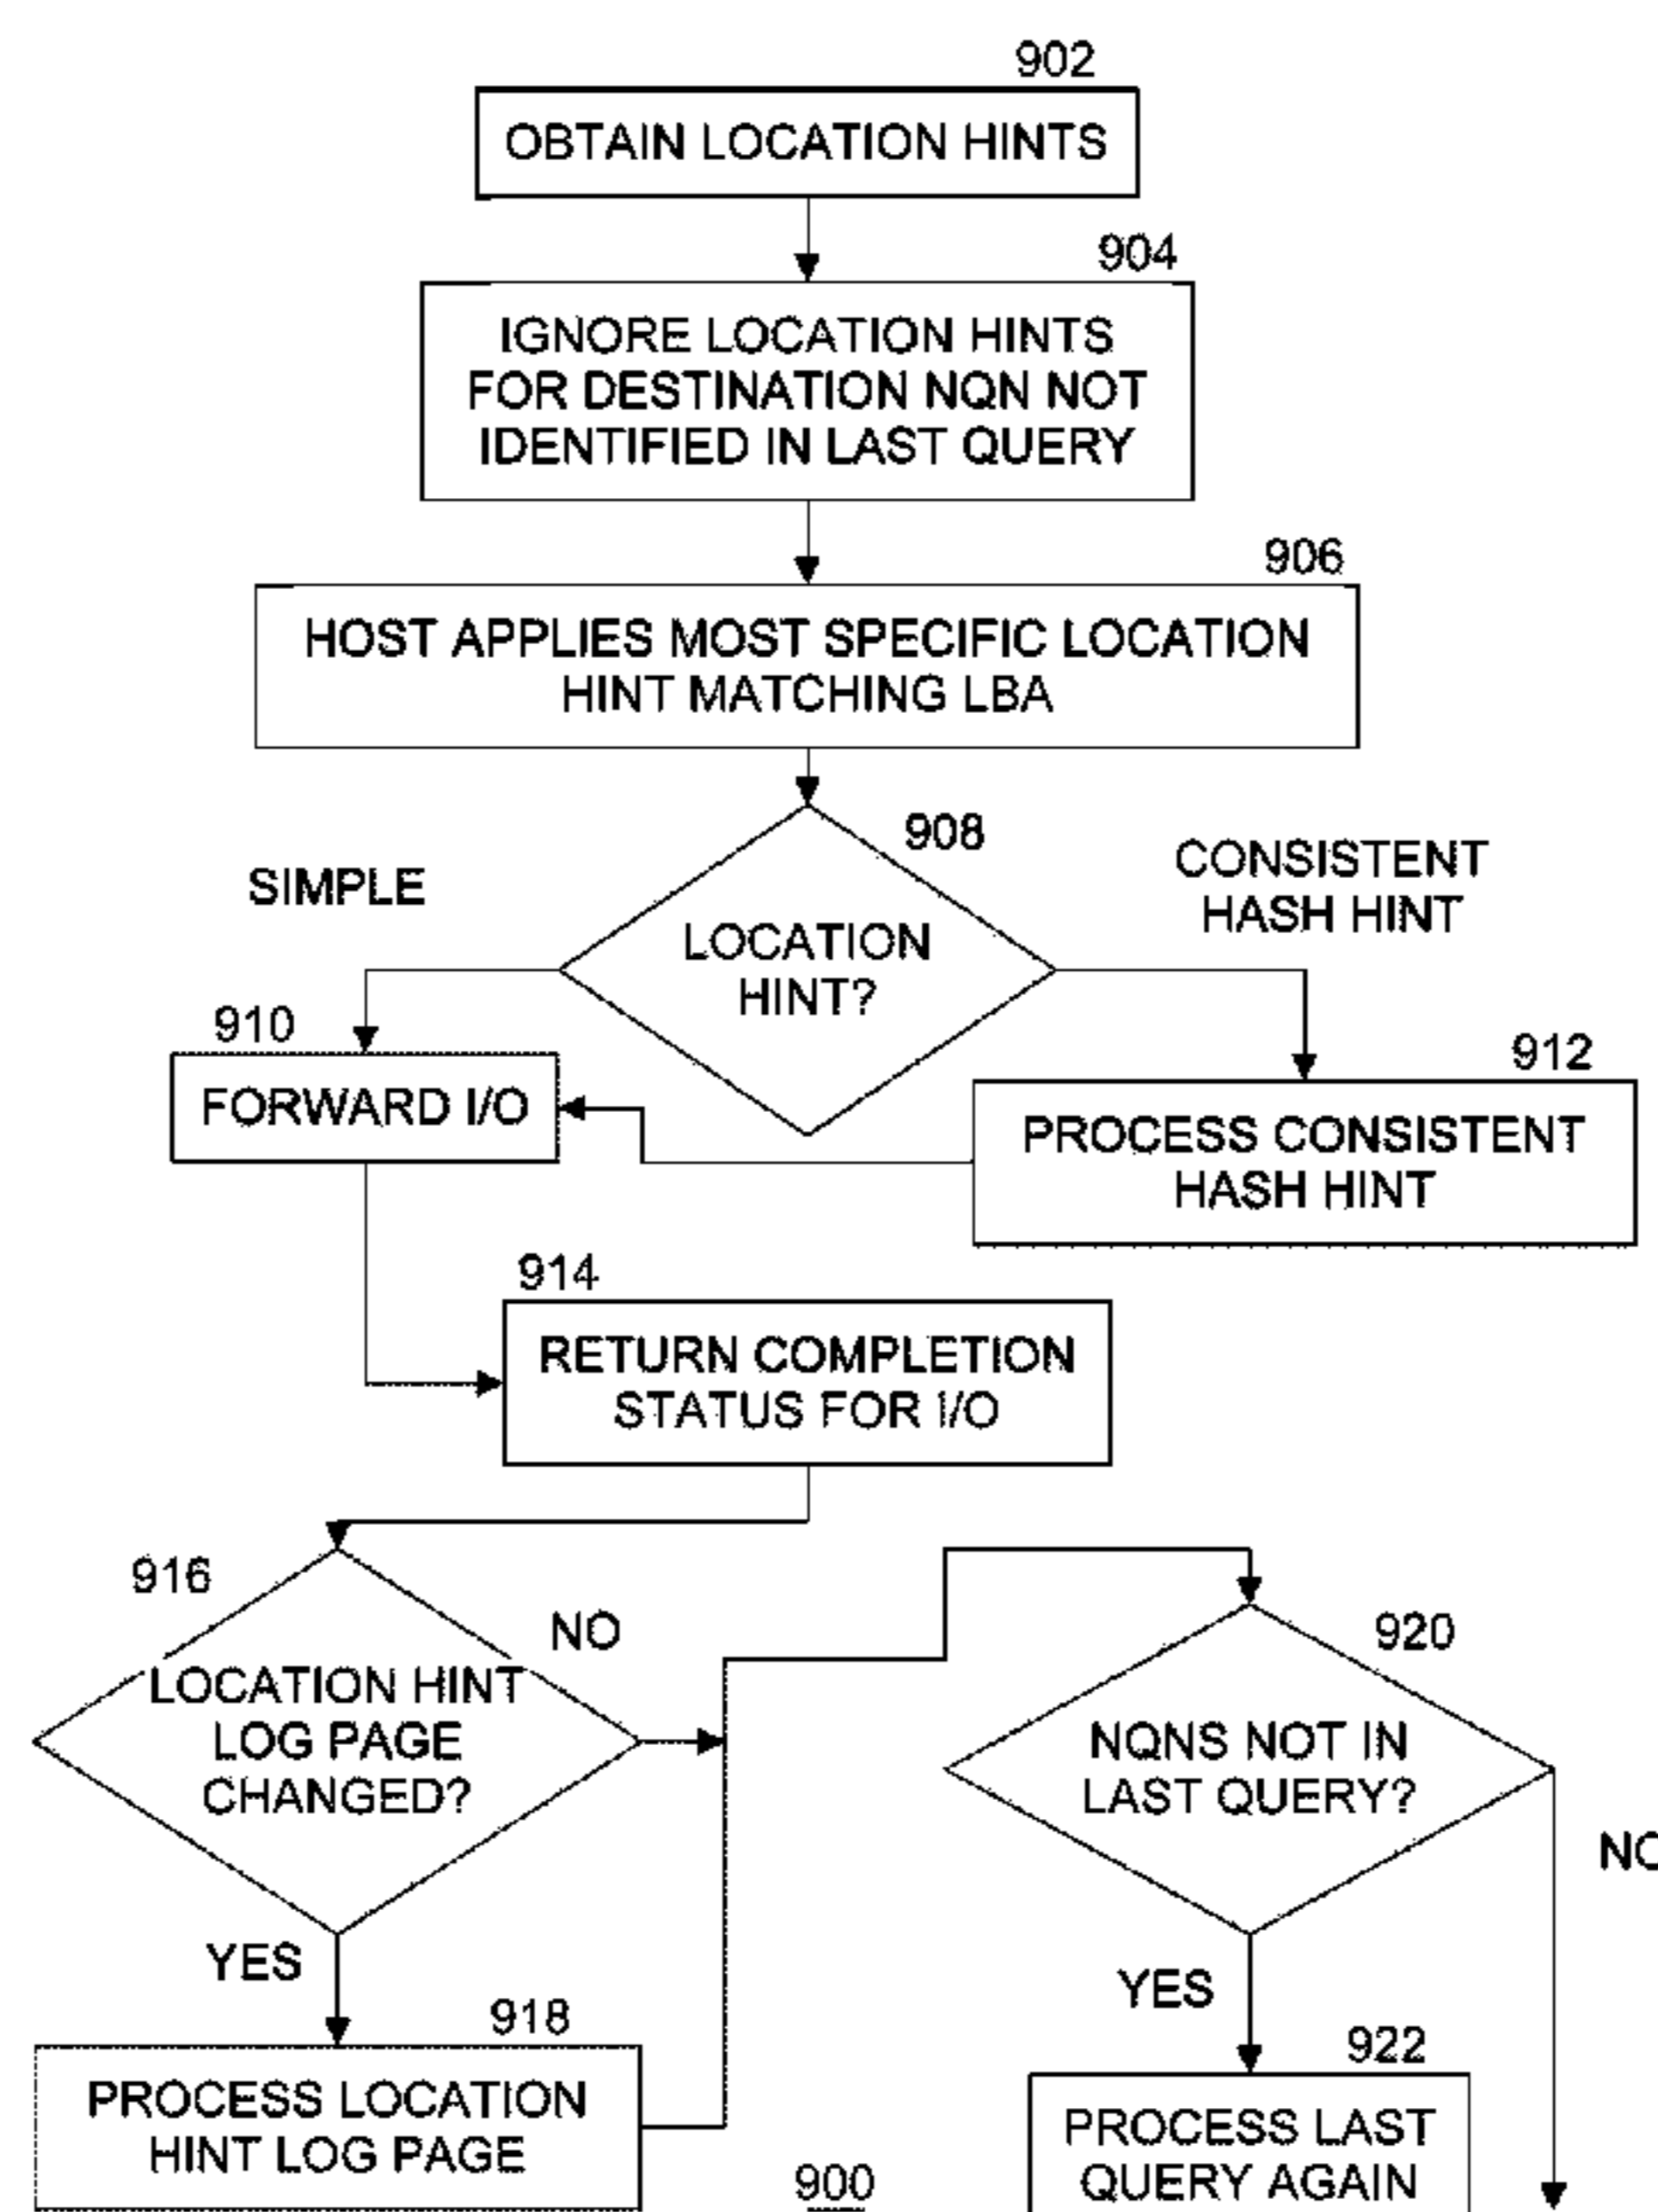 902
OBTAIN LOCATION HINTS
904
IGNORE LOCATION HINTS
FOR DESTINATION NQN NOT
IDENTIFIED IN LAST QUERY
906
HOST APPLIES MOST SPECIFIC LOCATION
HINT MATCHING LBA
908
SIMPLE
CONSISTENT
HASH HINT
LOCATION
HINT?
910
FORWARD I/O
912
PROCESS CONSISTENT
HASH HINT
914
RETURN COMPLETION
STATUS FOR I/O
916
NO
LOCATION HINT
LOG PAGE
CHANGED?
YES
918
PROCESS LOCATION
HINT LOG PAGE
920
NQNS NOT IN
LAST QUERY?
NO
YES
922
PROCESS LAST
QUERY AGAIN
900